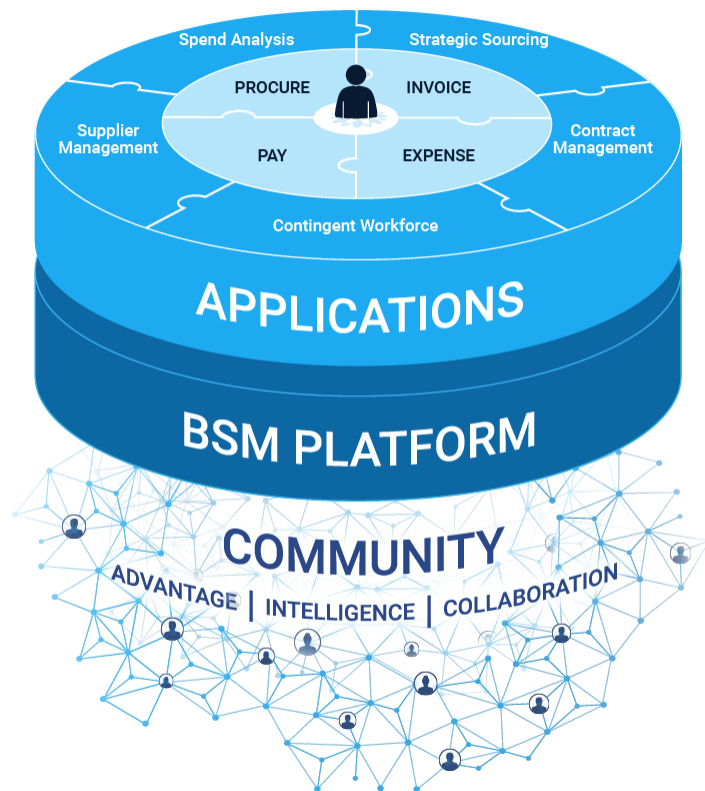 Spend Analysis
Strategic Sourcing
PROCURE
INVOICE
Supplier
Management
Contract
Management
PAY
EXPENSE
Contingent Workforce
APPLICATIONS
BSM PLATFORM
COMMUNITY
ADVANTAGE | INTELLIGENCE | COLLABORATION